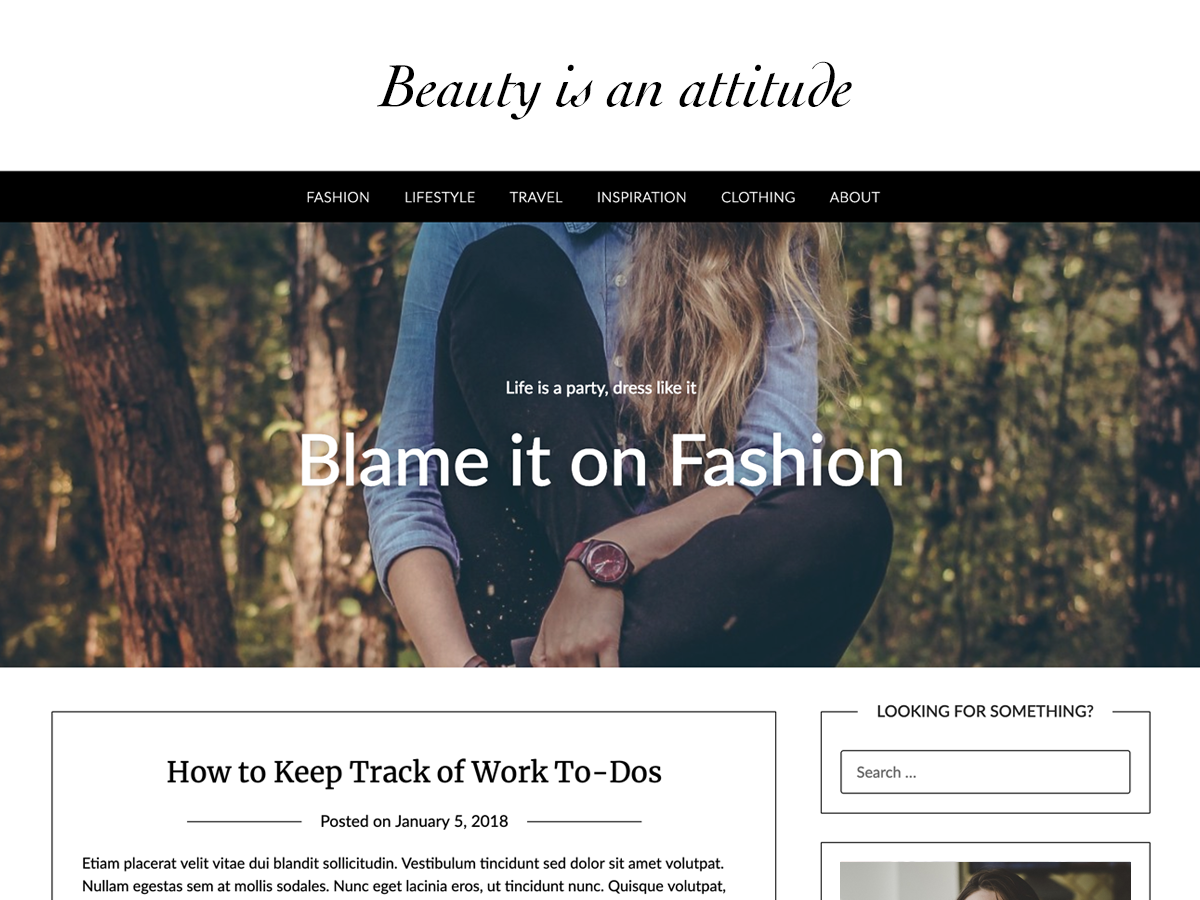 Beauty is an attitude
FASHION LIFESTYLE TRAVEL INSPIRATION CLOTHING ABOUT
Life is a party, dress like it
Blame it on Fashion
How to Keep Track of Work To-Dos
Posted on January 5, 2018
Etiam placerat velit vitae dui blandit sollicitudin. Vestibulum tincidunt sed dolor sit amet volutpat.
Nullam egestas sem at mollis sodales. Nunc eget lacinia eros, ut tincidunt nunc. Quisque volutpat,
LOOKING FOR SOMETHING?
Search ...